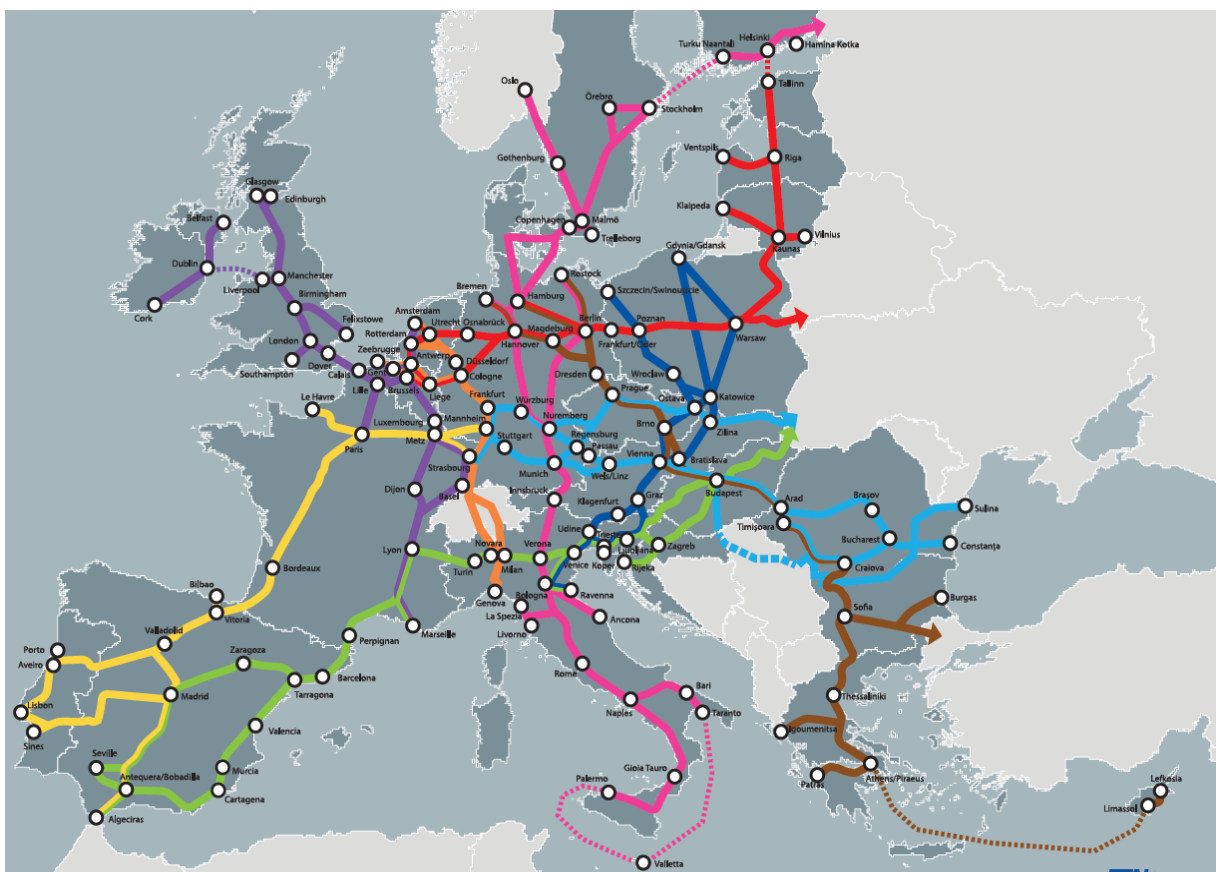 Turku Naantali
Helsinki
Hamina Kotka
Oslo
Örebro
Stockholm
Tallinn
Gothenburg
Ventspils
Riga
Glasgow
Edinburgh
Klaipeda
Belfast
Copenhagen
Malmö
Trelleborg
Kaunas
Vilnius
Gdynia/Gdansk
Dublin
Liverpool
Manchester
Rostock
Szczecin/Swinoujscie
Cork
Birmingham
Bremen
Hamburg
Amsterdam
Felixstowe
Utrecht
Osnabrück
Magdeburg
Berlin
Poznan
Rotterdam
London
Zeebrugge
Hannover
Frankfurt/Oder
Warsaw
Southampton
Dover
Calais
Gent
Antwerp
Düsseldorf
Cologne
Dresden
Wroclaw
Lille
Brussels
Liege
Frankfurt
Prague
Katowice
Le Havre
Würzburg
Ostava
Luxembourg
Mannheim
Nuremberg
Brno
Zilina
Paris
Metz
Stuttgart
Regensburg
Passau
Strasbourg
Munich
Wels/Linz
Vienna
Bratislava
Dijon
Basel
Innsbruck
Klagenfurt
Graz
Budapest
Arad
Braşov
Sulina
Timişoara
Udine
Trieste
Lyon
Novara
Verona
Ljubljana
Zagreb
Bucharest
Constanţa
Turin
Milan
Venice
Koper
Rijeka
Craiova
Bordeaux
Bilbao
Genova
Bologna
Ravenna
Sofia
Burgas
Vitoria
La Spezia
Livorno
Ancona
Marseille
Valladolid
Perpignan
Porto
Aveiro
Zaragoza
Rome
Barcelona
Madrid
Tarragona
Bari
Thessaliniki
Lisbon
Naples
Taranto
Sines
Valencia
Igoumenitsa
Seville
Murcia
Gioia Tauro
Antequera/Bobadilla
Palermo
Patras
Athens/Piraeus
Lefkosia
Cartagena
Limassol
Algeciras
Valletta